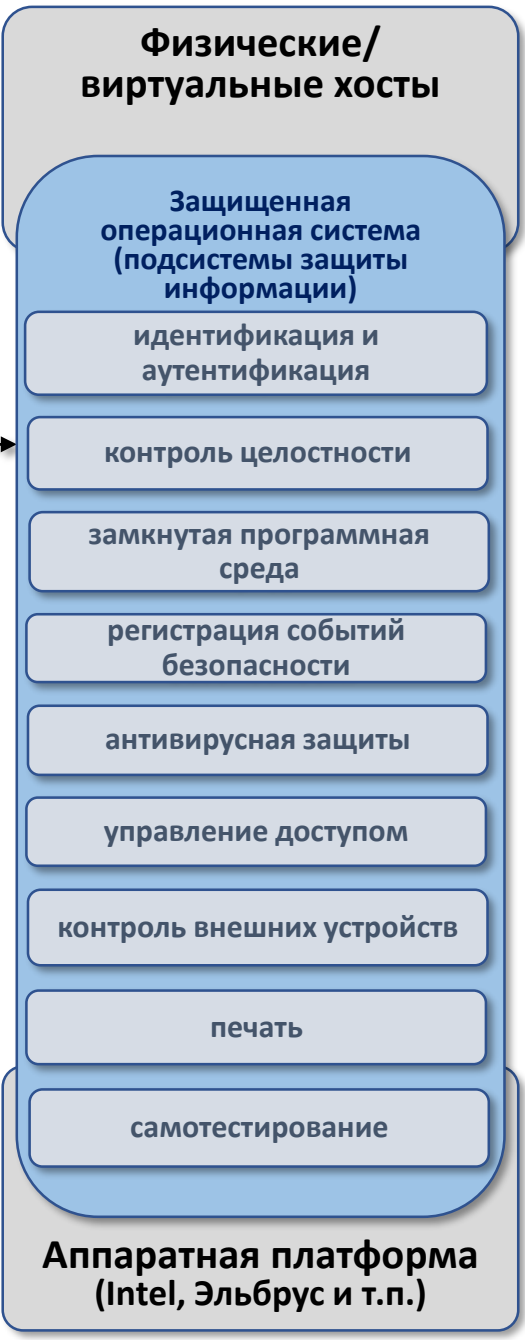 Физические/
виртуальные хосты
Защищенная
операционная система
(подсистемы защиты
информации)
идентификация и
аутентификация
контроль целостности
замкнутая программная
среда
регистрация событий
безопасности
антивирусная защиты
управление доступом
контроль внешних устройств
печать
самотестирование
Аппаратная платформа
(Intel, Эльбрус и т.п.)